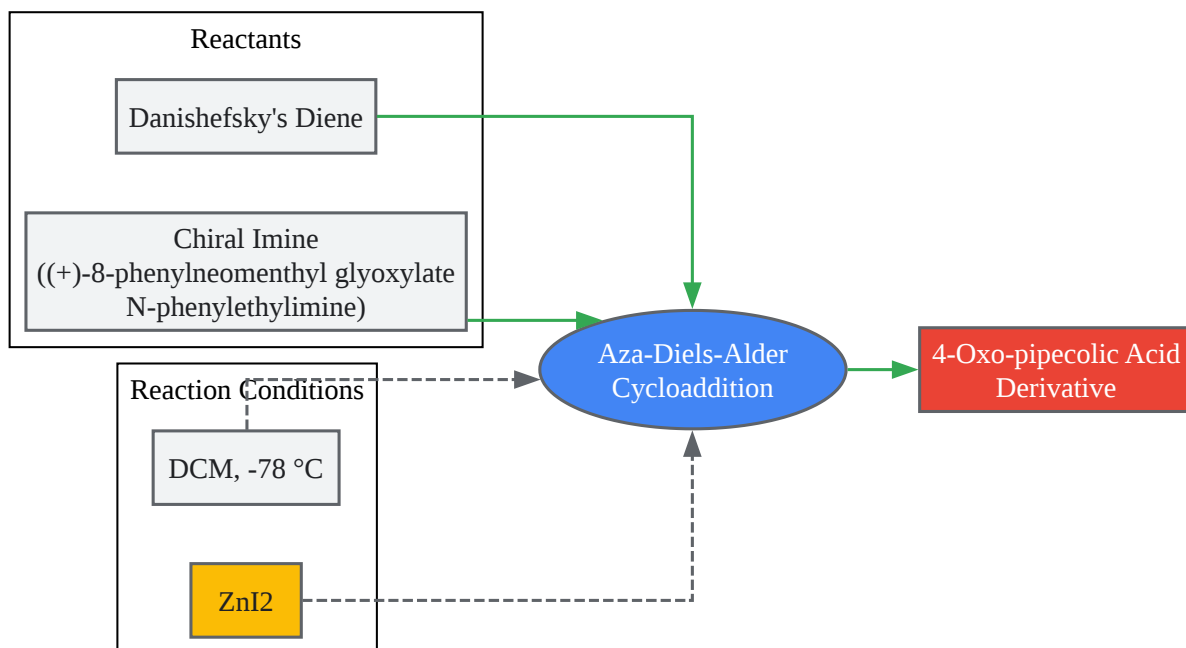 Reactants
Danishefsky's Diene
Chiral Imine
((+)-8-phenylneomenthyl glyoxylate
N-phenylethylimine)
Aza-Diels-Alder
Cycloaddition
4-Oxo-pipecolic Acid
Derivative
Reaction Conditions
DCM, -78 °C
ZnI2